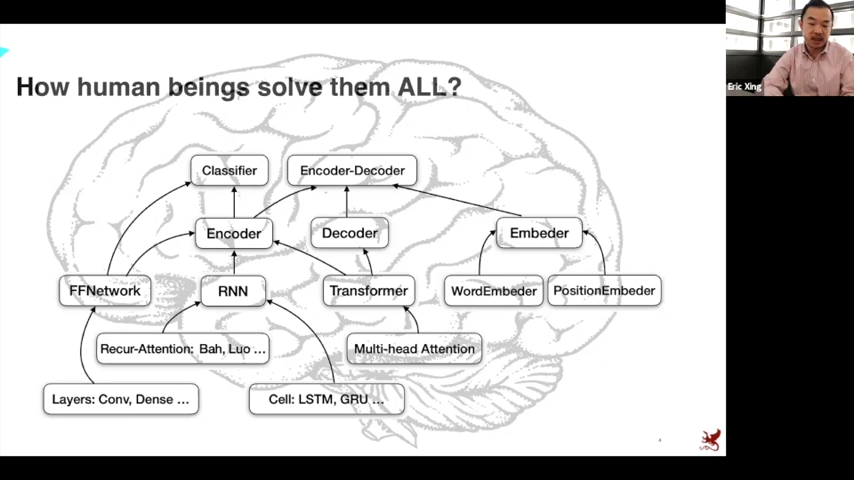 How human beings solve them ALL?
Eric Xing
Classifier
Encoder-Decoder
Encoder
Decoder
Embeder
FFNetwork
RNN
Transformer
WordEmbeder
PositionEmbeder
Recur-Attention: Bah, Luo ...
Multi-head Attention
Layers: Conv, Dense ...
Cell: LSTM, GRU ...
4